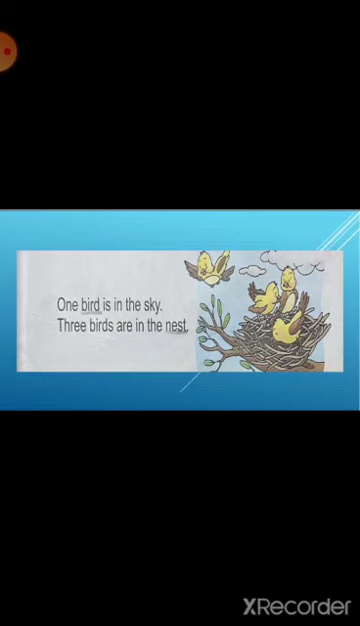 One bird is in the sky.
Three birds are in the nest.
XRecorder